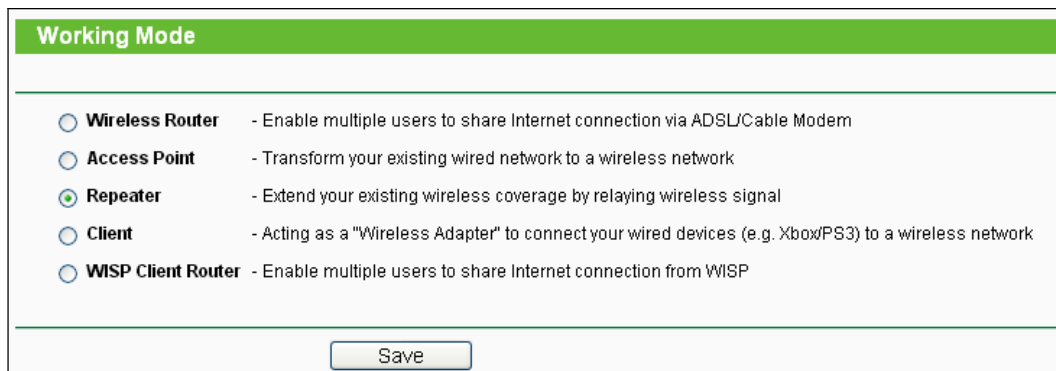 Working Mode
Wireless Router - Enable multiple users to share Internet connection via ADSL/Cable Modem
Access Point - Transform your existing wired network to a wireless network
Repeater - Extend your existing wireless coverage by relaying wireless signal
Client - Acting as a "Wireless Adapter" to connect your wired devices (e.g. Xbox/PS3) to a wireless network
WISP Client Router - Enable multiple users to share Internet connection from WISP
Save